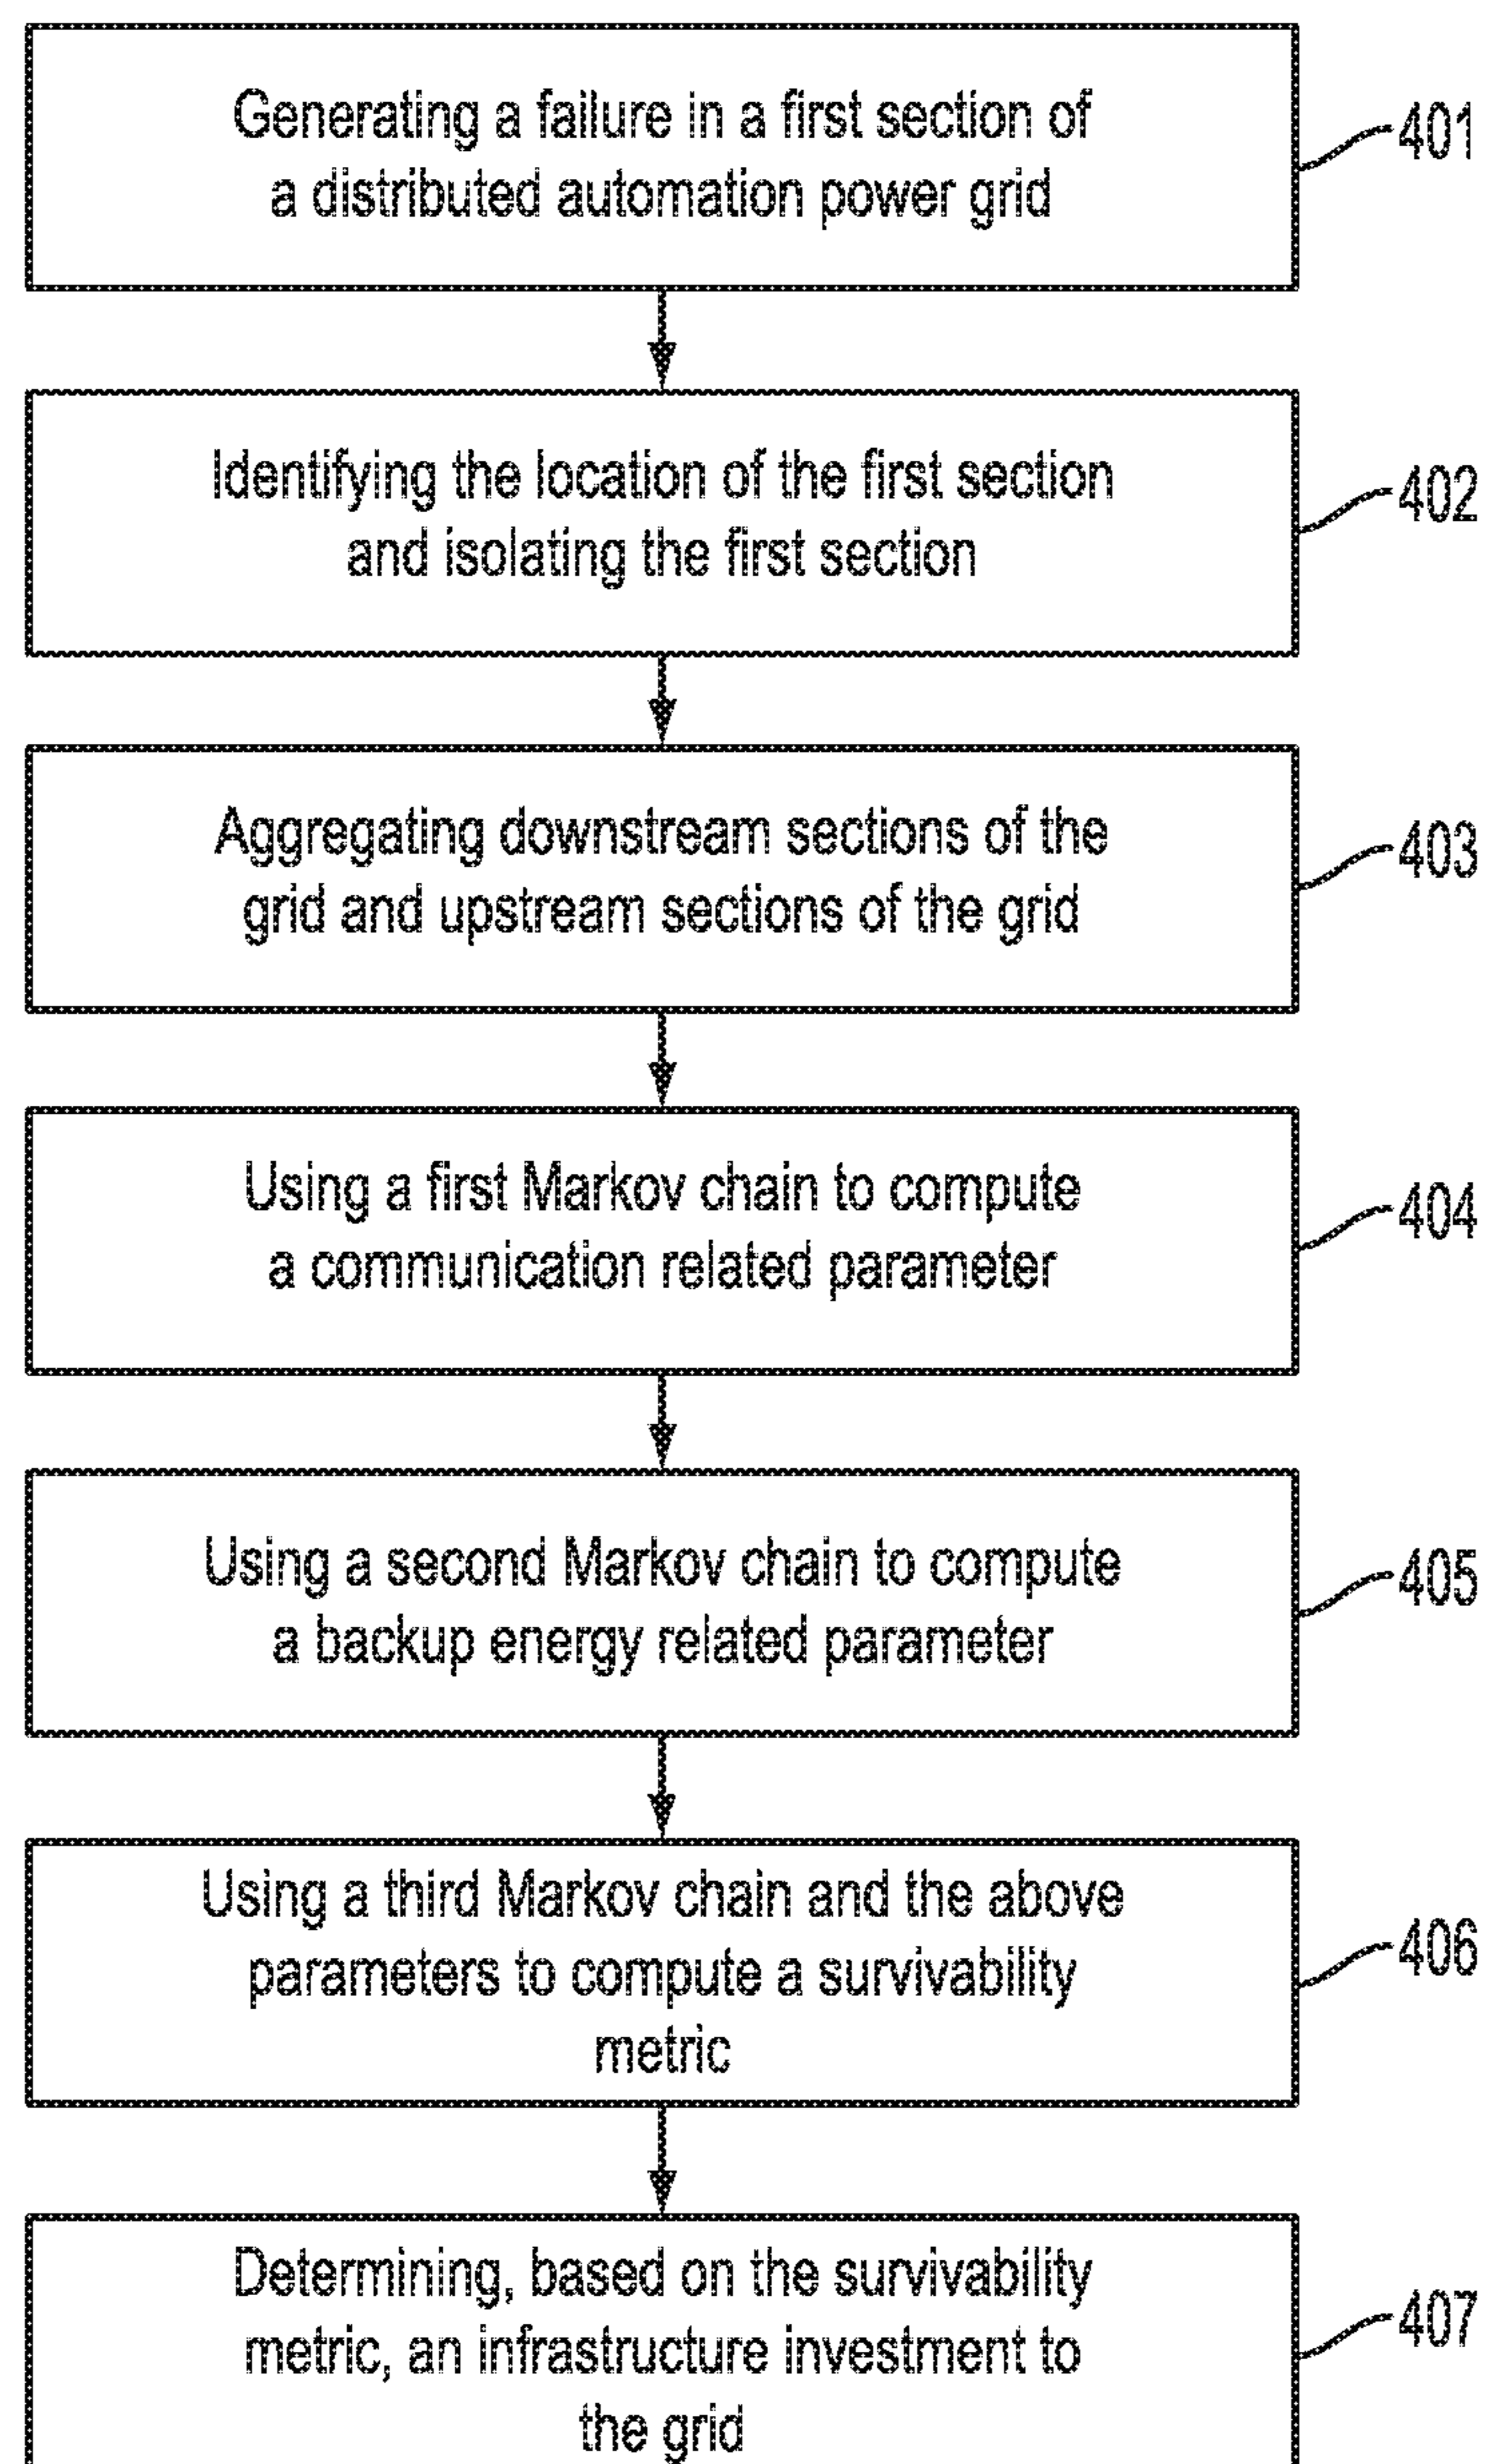 Generating a failure in a first section of
a distributed automation power grid
401
Identifying the location of the first section
and isolating the first section
402
Aggregating downstream sections of the
grid and upstream sections of the grid
403
Using a first Markov chain to compute
a communication related parameter
404
Using a second Markov chain to compute
a backup energy related parameter
405
Using a third Markov chain and the above
parameters to compute a survivability
metric
406
Determining, based on the survivability
metric, an infrastructure investment to
the grid
407